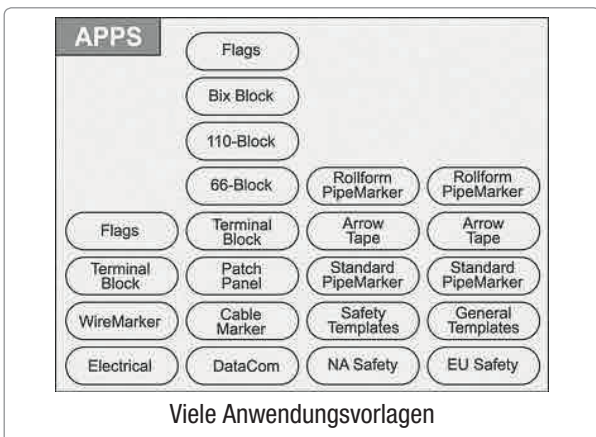 APPS
Flags
Bix Block
110-Block
66-Block
Rollform
PipeMarker
Rollform
PipeMarker
Flags
Terminal
Block
Arrow
Tape
Arrow
Tape
Terminal
Block
Patch
Panel
Standard
PipeMarker
Standard
PipeMarker
WireMarker
Cable
Marker
Safety
Templates
General
Templates
Electrical
DataCom
NA Safety
EU Safety
Viele Anwendungsvorlagen